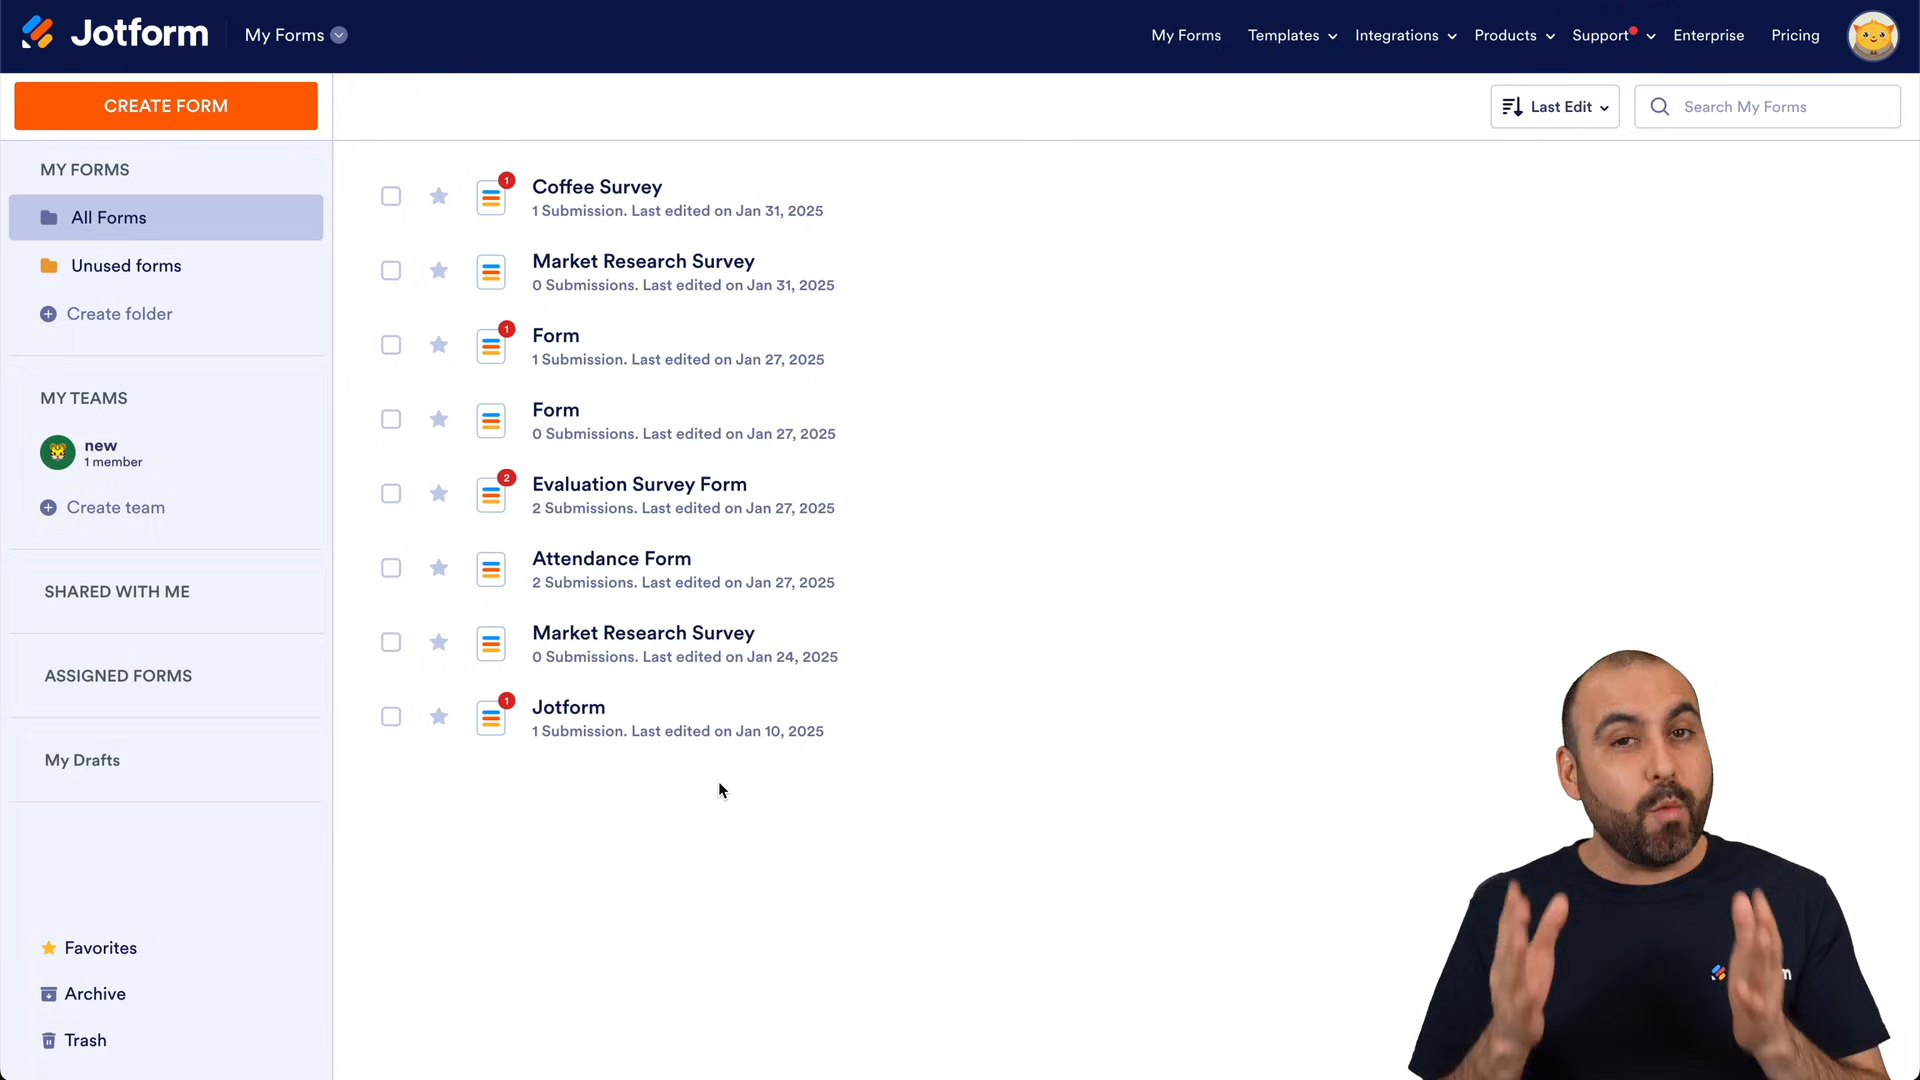 Jotform
My Forms
My Forms
Templates
Integrations
Products
Support
Enterprise
Pricing
CREATE FORM
Last Edit
Search My Forms
MY FORMS
All Forms
Unused forms
Create folder
MY TEAMS
new
1 member
Create team
SHARED WITH ME
ASSIGNED FORMS
My Drafts
Favorites
Archive
Trash
1
Coffee Survey
1 Submission. Last edited on Jan 31, 2025
Market Research Survey
0 Submissions. Last edited on Jan 31, 2025
1
Form
1 Submission. Last edited on Jan 27, 2025
Form
0 Submissions. Last edited on Jan 27, 2025
2
Evaluation Survey Form
2 Submissions. Last edited on Jan 27, 2025
Attendance Form
2 Submissions. Last edited on Jan 27, 2025
Market Research Survey
0 Submissions. Last edited on Jan 24, 2025
1
Jotform
1 Submission. Last edited on Jan 10, 2025